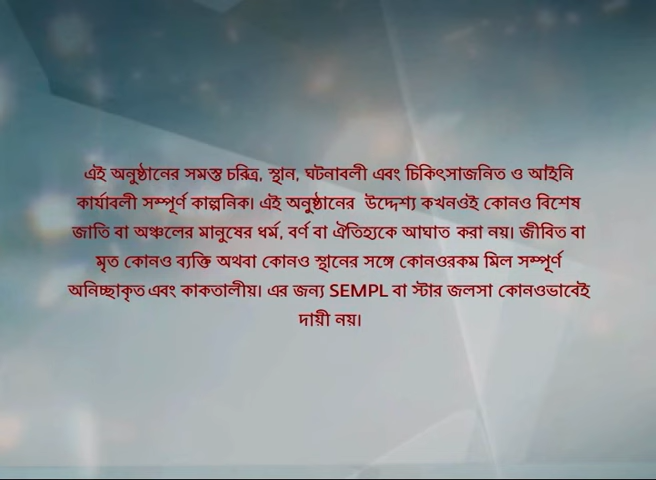 এই অনুষ্ঠানের সমস্ত চরিত্র, স্থান, ঘটনাবলী এবং চিকিৎসাজনিত ও আইনি
কার্যাবলী সম্পূর্ণ কাল্পনিক। এই অনুষ্ঠানের উদ্দেশ্য কখনওই কোনও বিশেষ
জাতি বা অঞ্চলের মানুষের ধর্ম, বর্ণ বা ঐতিহ্যকে আঘাত করা নয়। জীবিত বা
মৃত কোনও ব্যক্তি অথবা কোনও স্থানের সঙ্গে কোনওরকম মিল সম্পূর্ণ
অনিচ্ছাকৃত এবং কাকতালীয়। এর জন্য SEMPL বা স্টার জলসা কোনওভাবেই
দায়ী নয়।